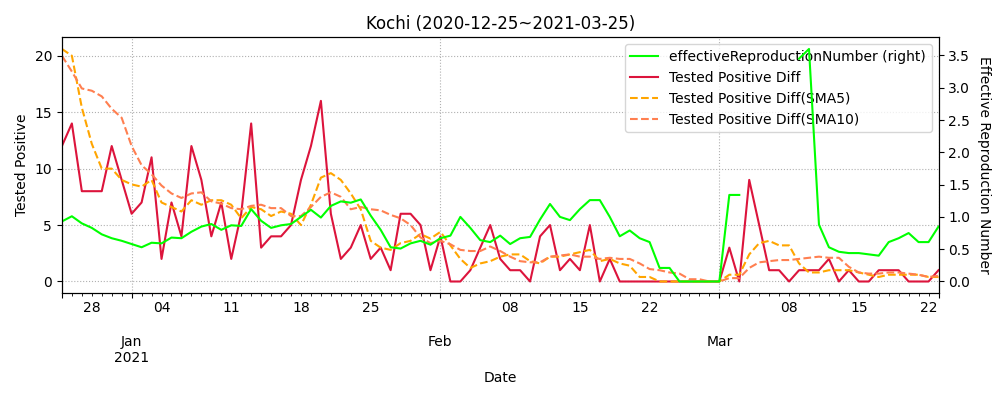 Kochi (2020-12-25~2021-03-25)
effectiveReproductionNumber (right)
Tested Positive Diff
Tested Positive Diff(SMA5)
Tested Positive Diff(SMA10)
Tested Positive
20
15
10
5
0
Effective Reproduction Number
3.5
3.0
2.5
2.0
1.5
1.0
0.5
0.0
28 04 11 18 25 08 15 22 08 15 22
Jan Feb Mar
2021
Date